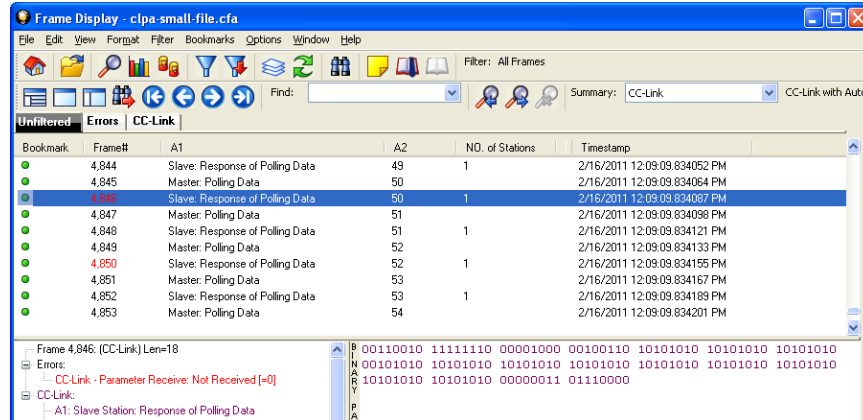 Frame Display - clpa-small-file.cfa
File Edit View Format Filter Bookmarks Options Window Help
Filter: All Frames
Find: Summary: CC-Link CC-Link with Aut
Unfiltered Errors CC-Link
Bookmark Frame# A1 A2 NO. of Stations Timestamp
4,844 Slave: Response of Polling Data 49 1 2/16/2011 12:09:09.834052 PM
4,845 Master: Polling Data 50 2/16/2011 12:09:09.834064 PM
4,846 Slave: Response of Polling Data 50 1 2/16/2011 12:09:09.834087 PM
4,847 Master: Polling Data 51 2/16/2011 12:09:09.834098 PM
4,848 Slave: Response of Polling Data 51 1 2/16/2011 12:09:09.834121 PM
4,849 Master: Polling Data 52 2/16/2011 12:09:09.834133 PM
4,850 Slave: Response of Polling Data 52 1 2/16/2011 12:09:09.834155 PM
4,851 Master: Polling Data 53 2/16/2011 12:09:09.834167 PM
4,852 Slave: Response of Polling Data 53 1 2/16/2011 12:09:09.834189 PM
4,853 Master: Polling Data 54 2/16/2011 12:09:09.834201 PM
Frame 4,846: (CC-Link) Len=18
Errors:
CC-Link - Parameter Receive: Not Received [=0]
CC-Link:
A1: Slave Station: Response of Polling Data
BINARY PA
00110010 11111110 00001000 00100110 10101010 10101010 10101010
00101010 10101010 10101010 10101010 10101010 10101010 10101010
10101010 10101010 00000011 01110000